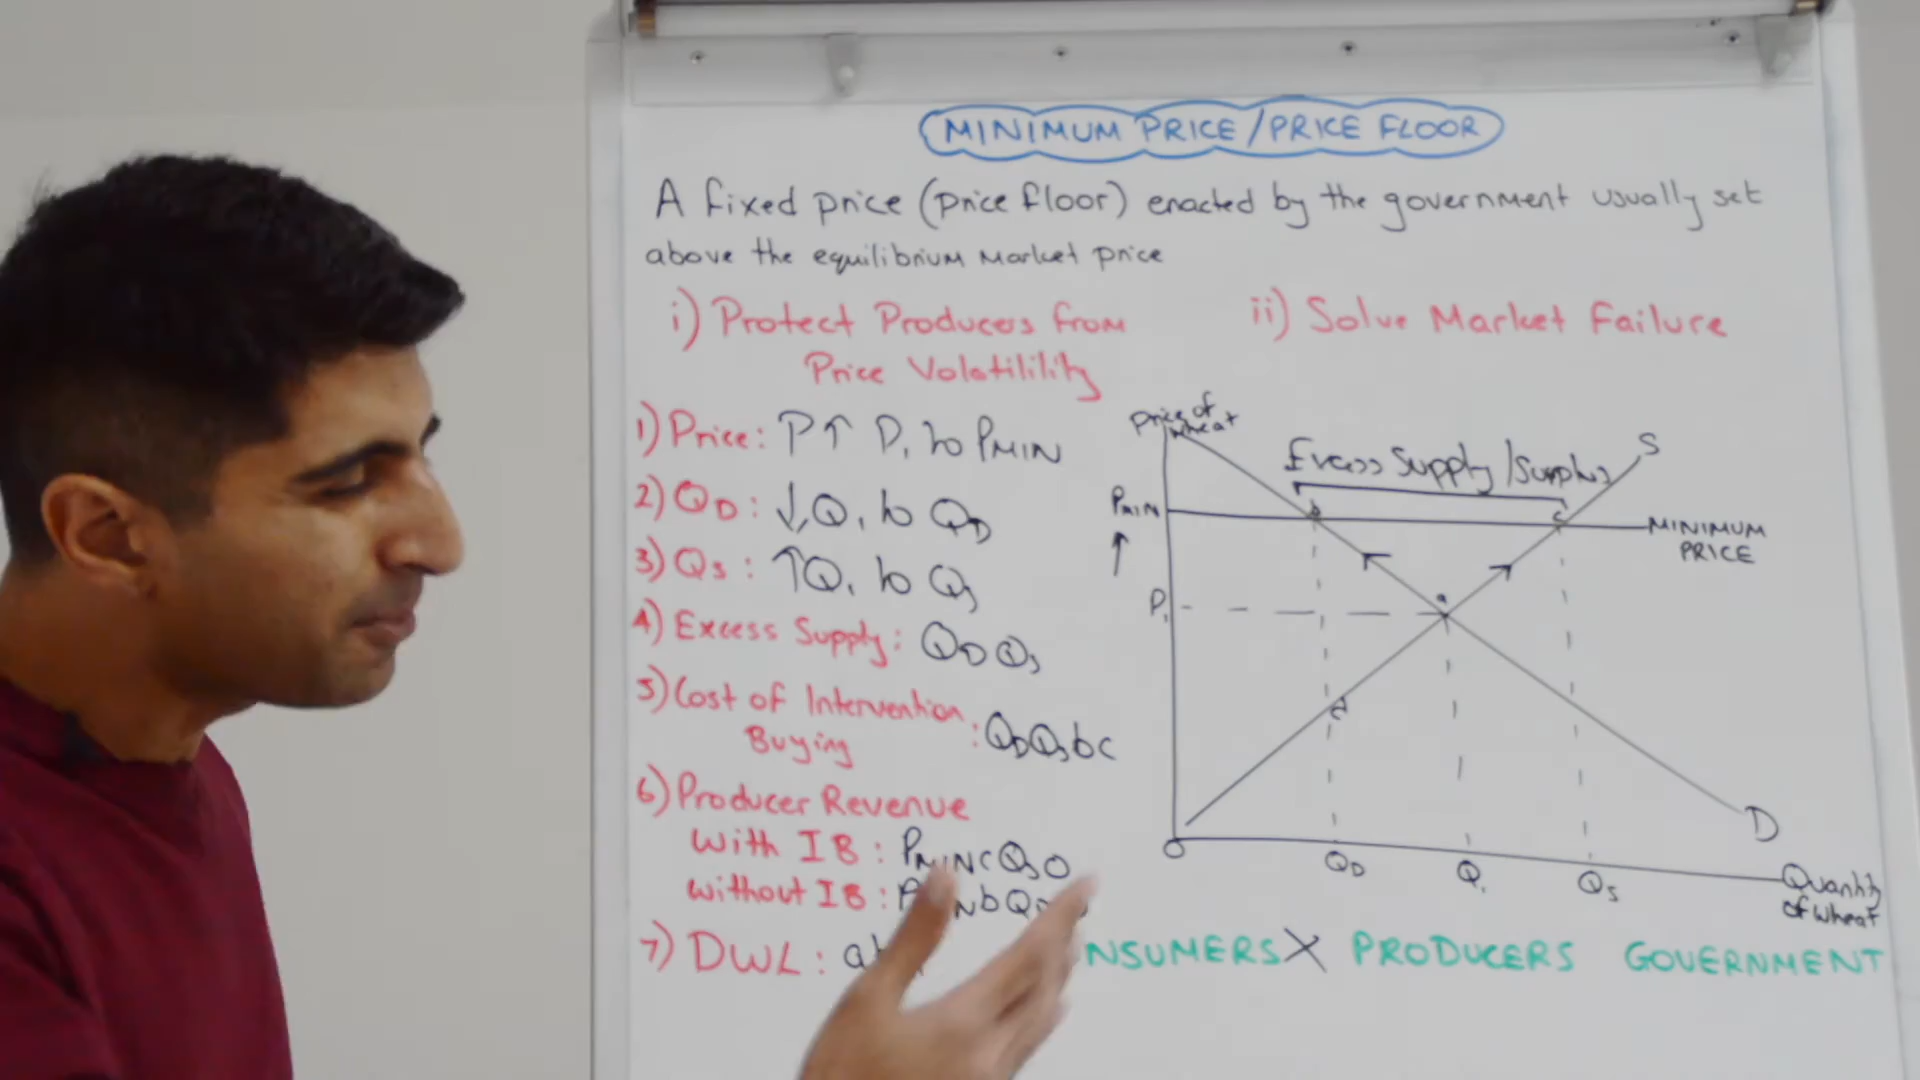 MINIMUM PRICE/PRICE FLOOR
A fixed price (price floor) enacted by the government usually set
above the equilibrium market price
i) Protect Producers from
Price Volatilility
ii) Solve Market Failure
1) Price: P↑ P₁ to PMIN
2) QD: ↓Q₁ to QD
3) Qs: ↑Q₁ to Qs
4) Excess Supply: QDQs
5) Cost of Intervention
Buying : QDQsbc
6) Producer Revenue
With IB: PMINcQsO
Without IB:
7) DWL:
Price of
wheat
Excess Supply/Surplus
S
PMIN
b
c
MINIMUM
PRICE
↑
P₁
a
d
D
O
QD
Q₁
Qs
Quantity
of wheat
X PRODUCERS GOVERNMENT